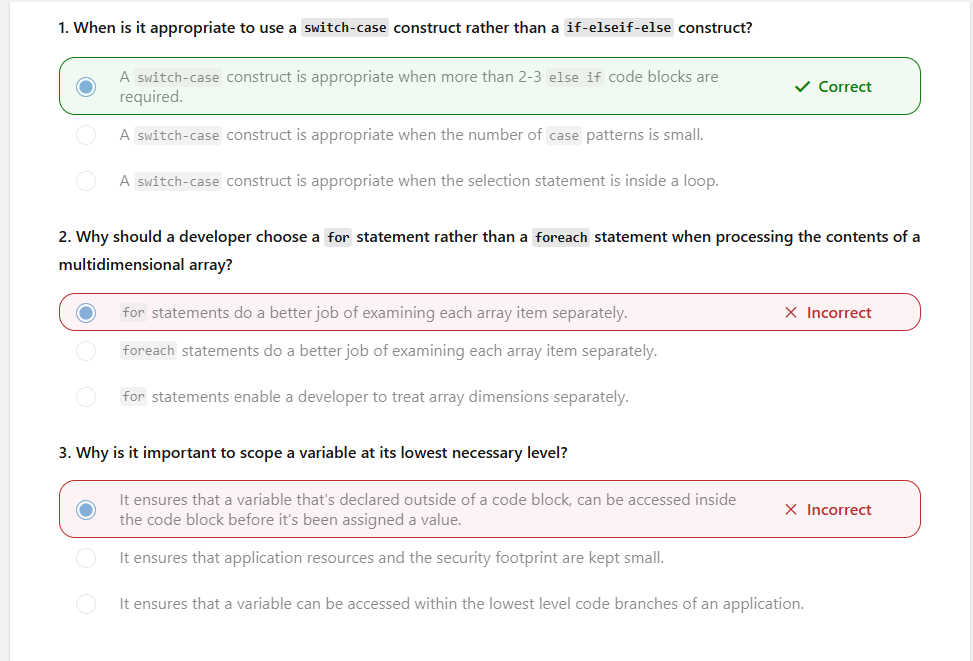 1. When is it appropriate to use a switch-case construct rather than a if-elseif-else construct?
A switch-case construct is appropriate when more than 2-3 else if code blocks are
required.
Correct
A switch-case construct is appropriate when the number of case patterns is small.
A switch-case construct is appropriate when the selection statement is inside a loop.
2. Why should a developer choose a for statement rather than a foreach statement when processing the contents of a
multidimensional array?
for statements do a better job of examining each array item separately.
Incorrect
foreach statements do a better job of examining each array item separately.
for statements enable a developer to treat array dimensions separately.
3. Why is it important to scope a variable at its lowest necessary level?
It ensures that a variable that's declared outside of a code block, can be accessed inside
the code block before it's been assigned a value.
Incorrect
It ensures that application resources and the security footprint are kept small.
It ensures that a variable can be accessed within the lowest level code branches of an application.